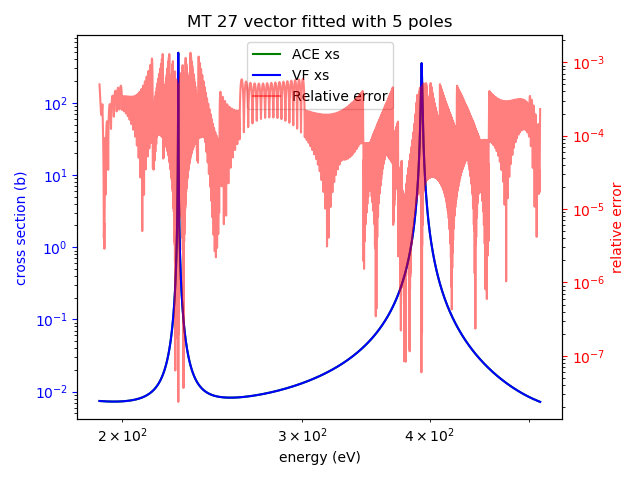 MT 27 vector fitted with 5 poles
ACE xs
VF xs
Relative error
cross section (b)
10²
10¹
10⁰
10⁻¹
10⁻²
relative error
10⁻³
10⁻⁴
10⁻⁵
10⁻⁶
10⁻⁷
2 × 10² 3 × 10² 4 × 10²
energy (eV)